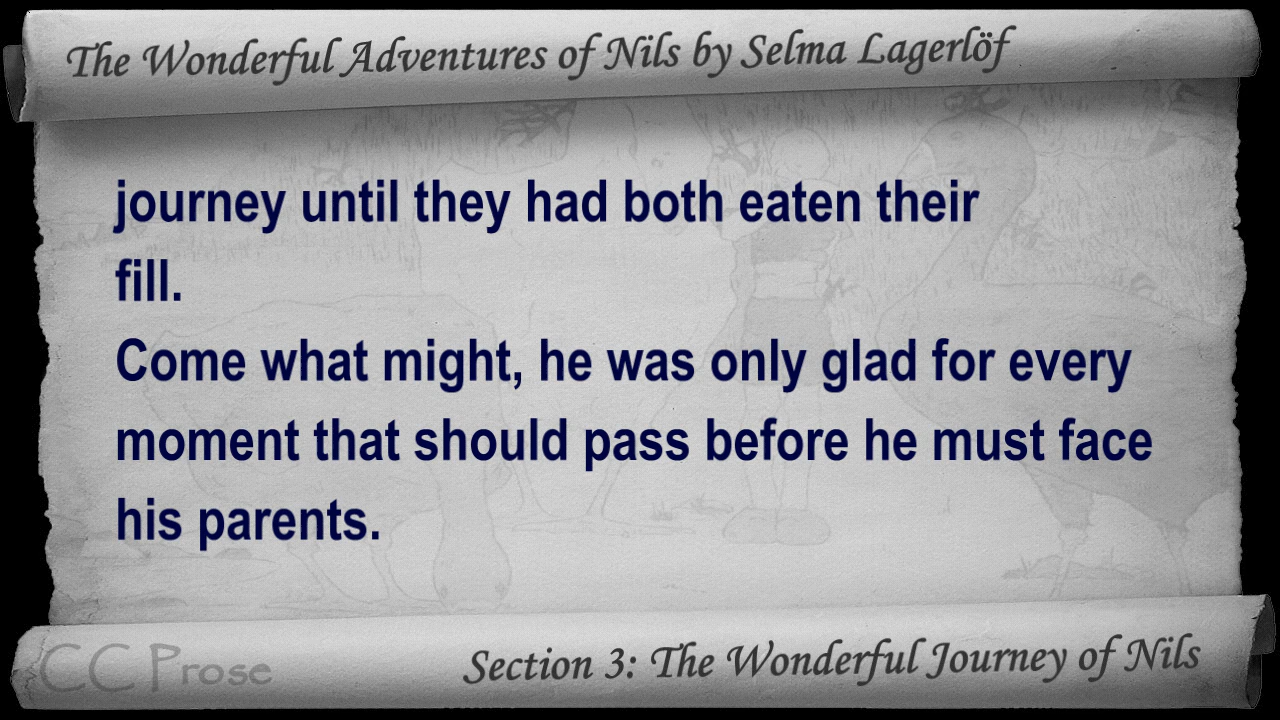 The Wonderful Adventures of Nils by Selma Lagerlöf
journey until they had both eaten their
fill.
Come what might, he was only glad for every
moment that should pass before he must face
his parents.
CC Prose
Section 3: The Wonderful Journey of Nils